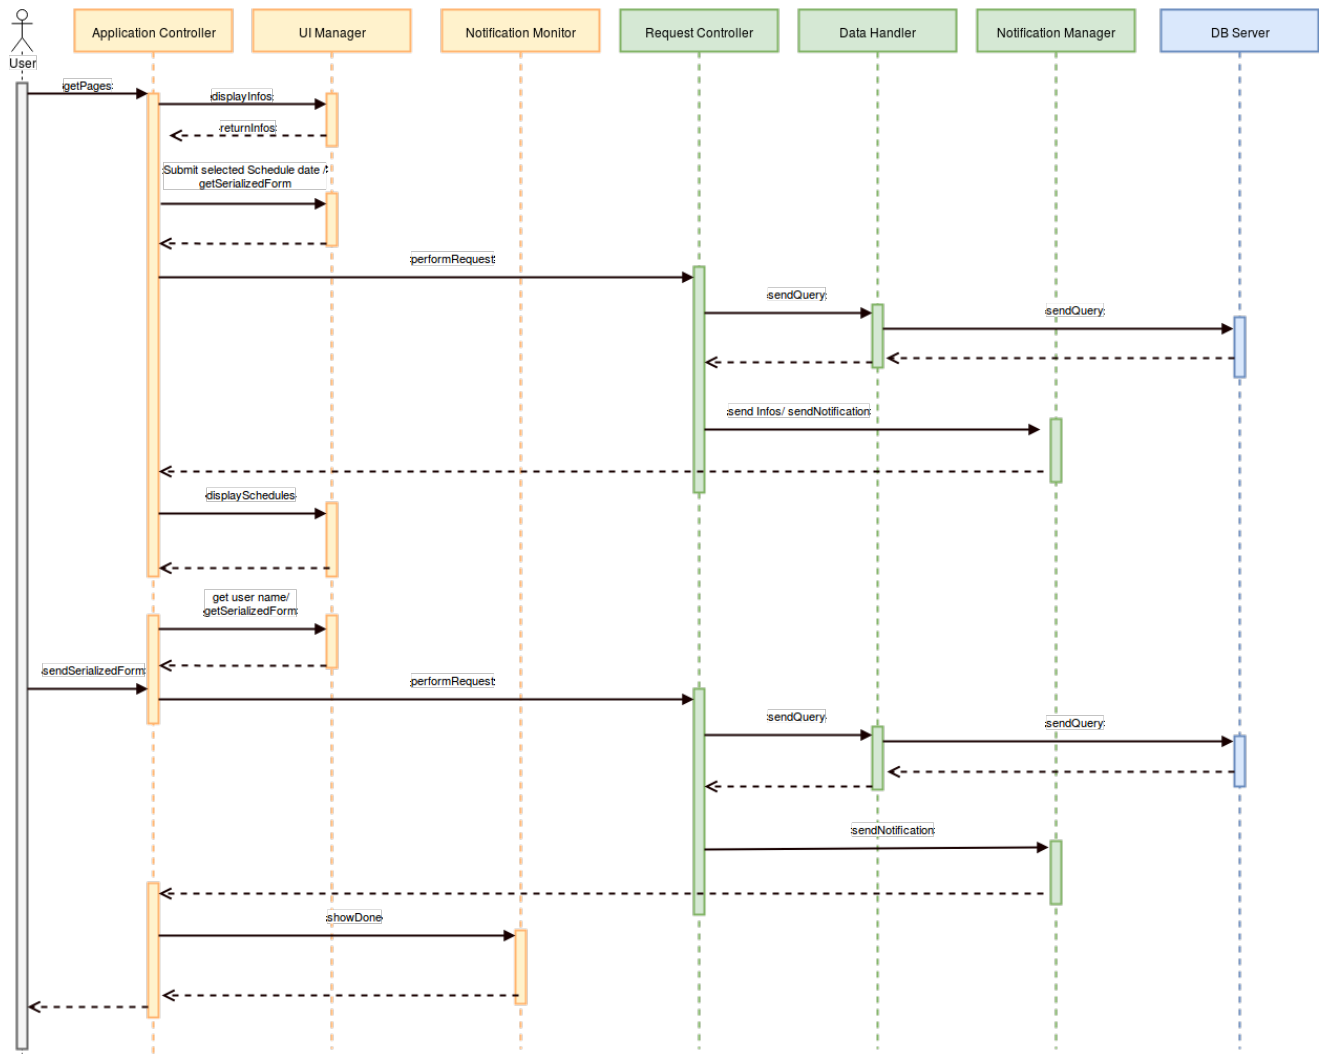 Application Controller
UI Manager
Notification Monitor
Request Controller
Data Handler
Notification Manager
DB Server
User
getPages
displayInfos
returnInfos
Submit selected Schedule date /
getSerializedForm
performRequest
sendQuery
sendQuery
send Infos/ sendNotification
displaySchedules
get user name/
getSerializedForm
sendSerializedForm
performRequest
sendQuery
sendQuery
sendNotification
showDone